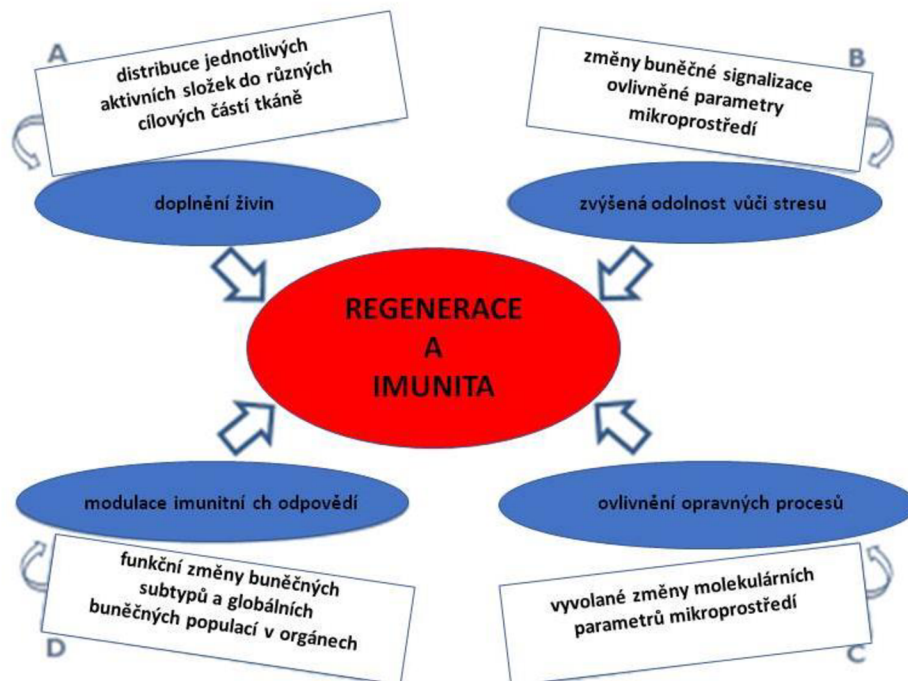 A
distribuce jednotlivých
aktivních složek do různých
cílových částí tkáně
doplnění živin
B
změny buněčné signalizace
ovlivněné parametry
mikroprostředí
zvýšená odolnost vůči stresu
REGENERACE
A
IMUNITA
modulace imunitní ch odpovědí
funkční změny buněčných
subtypů a globálních
buněčných populací v orgánech
D
ovlivnění opravných procesů
vyvolané změny molekulárních
parametrů mikroprostředí
C